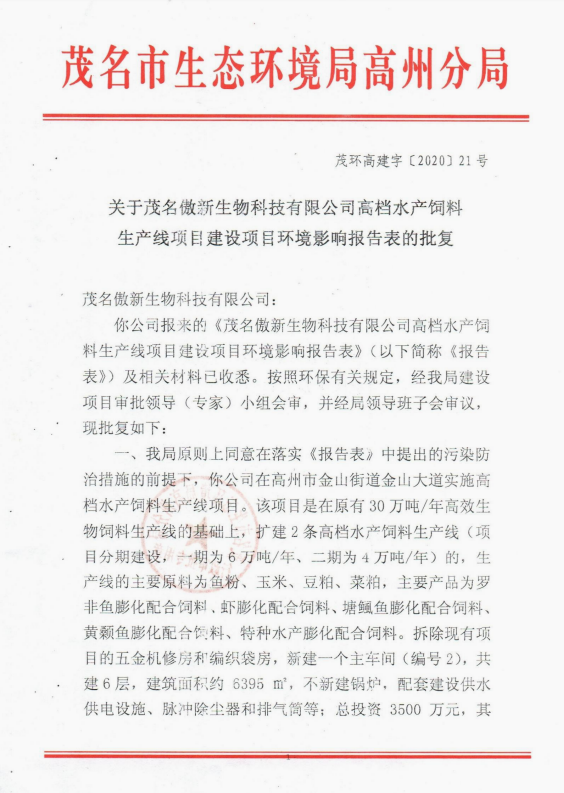 茂名市生态环境局高州分局
茂环高建字〔2020〕21号
关于茂名傲新生物科技有限公司高档水产饲料
生产线项目建设项目环境影响报告表的批复
茂名傲新生物科技有限公司：
你公司报来的《茂名傲新生物科技有限公司高档水产饲
料生产线项目建设项目环境影响报告表》（以下简称《报告
表》）及相关材料已收悉。按照环保有关规定，经我局建设
项目审批领导（专家）小组会审，并经局领导班子会审议，
现批复如下：
一、我局原则上同意在落实《报告表》中提出的污染防
治措施的前提下，你公司在高州市金山街道金山大道实施高
档水产饲料生产线项目。该项目是在原有30万吨/年高效生
物饲料生产线的基础上，扩建2条高档水产饲料生产线（项
目分期建设，一期为6万吨/年、二期为4万吨/年）的，生
产线的主要原料为鱼粉、玉米、豆粕、菜粕，主要产品为罗
非鱼膨化配合饲料、虾膨化配合饲料、塘鲺鱼膨化配合饲料、
黄颡鱼膨化配合饲料、特种水产膨化配合饲料。拆除现有项
目的五金机修房和编织袋房，新建一个主车间（编号2），共
建6层，建筑面积约 6395 ㎡，不新建锅炉，配套建设供水
供电设施、脉冲除尘器和排气筒等；总投资 3500 万元，其
1